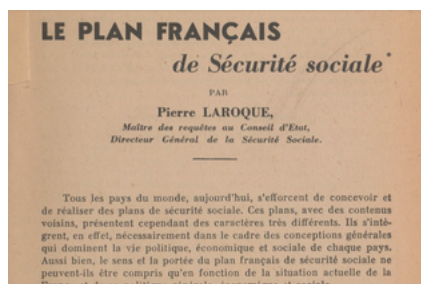 LE PLAN FRANÇAIS
de Sécurité sociale*
PAR
Pierre LAROQUE,
Maître des requêtes au Conseil d'Etat,
Directeur Général de la Sécurité Sociale.
Tous les pays du monde, aujourd'hui, s'efforcent de concevoir et
de réaliser des plans de sécurité sociale. Ces plans, avec des contenus
voisins, présentent cependant des caractères très différents. Ils s'intè-
grent, en effet, nécessairement dans le cadre des conceptions générales
qui dominent la vie politique, économique et sociale de chaque pays.
Aussi bien, le sens et la portée du plan français de sécurité sociale ne
peuvent-ils être compris qu'en fonction de la situation actuelle de la